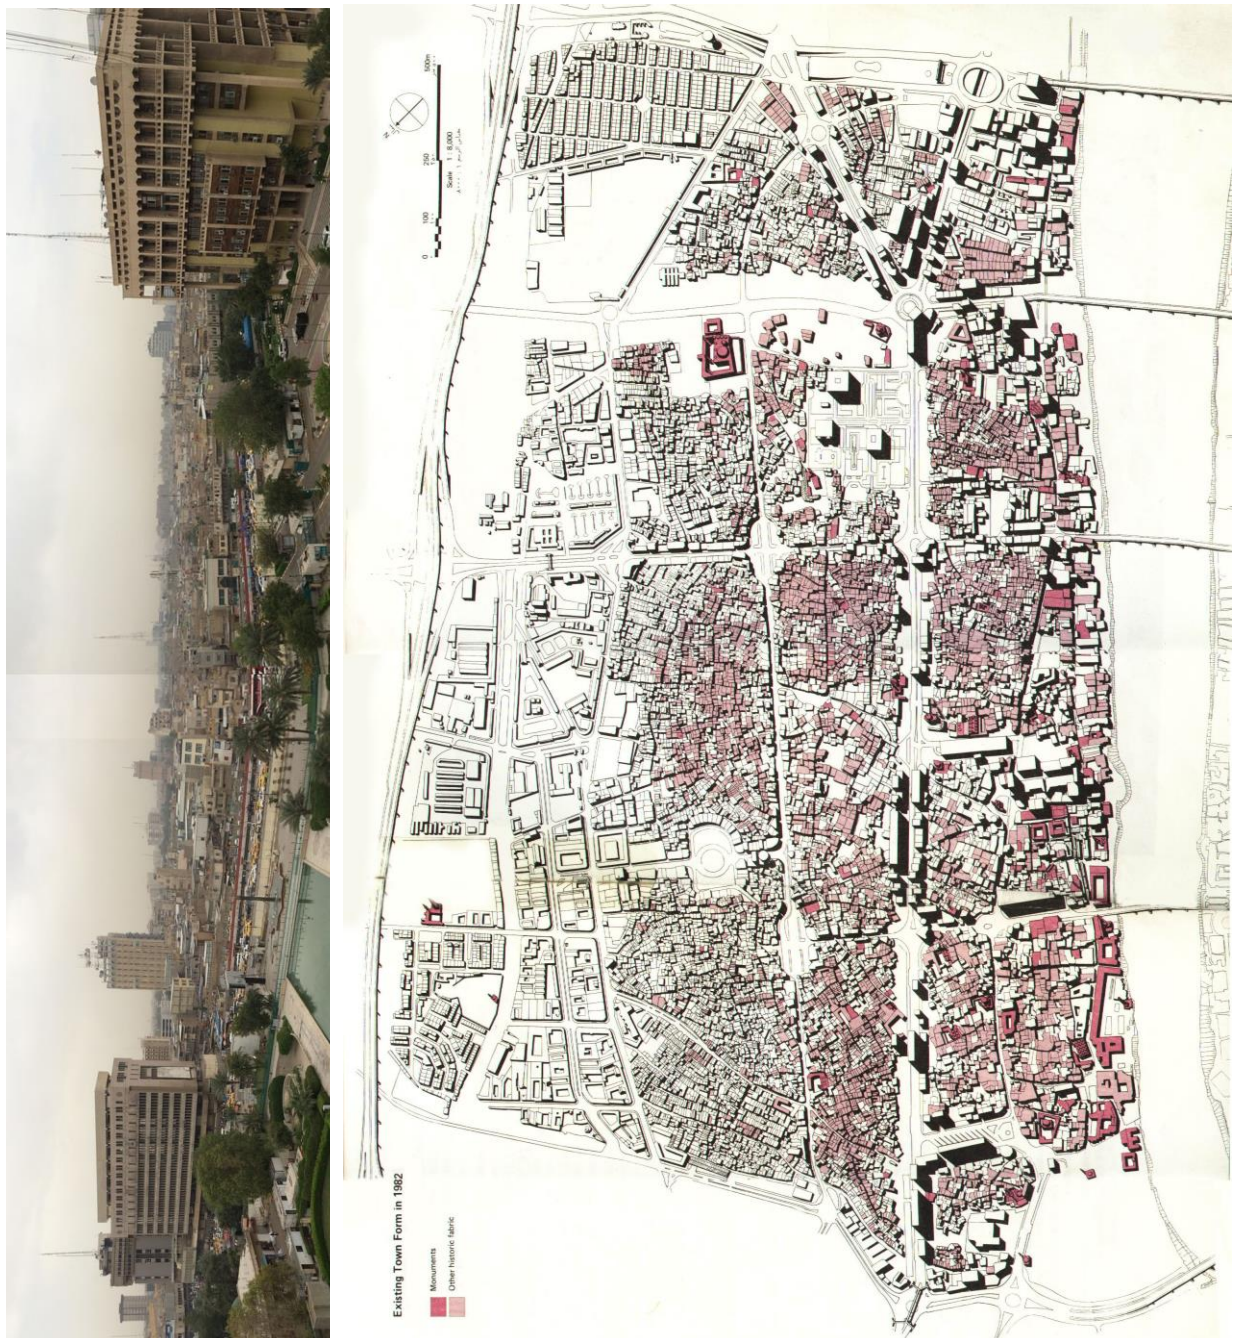 Existing Town Form in 1982
Monuments
Other historic fabric
0 100 250 500m
Scale 1 : 8,000
N